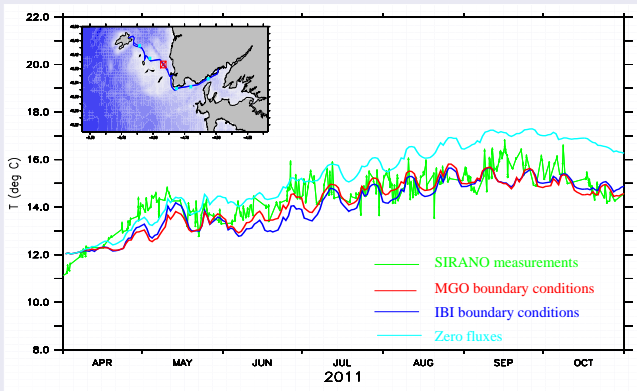 22.0
20.0
18.0
16.0
14.0
12.0
10.0
8.0
T (deg C)
SIRANO measurements
MGO boundary conditions
IBI boundary conditions
Zero fluxes
APR MAY JUN JUL AUG SEP OCT
2011